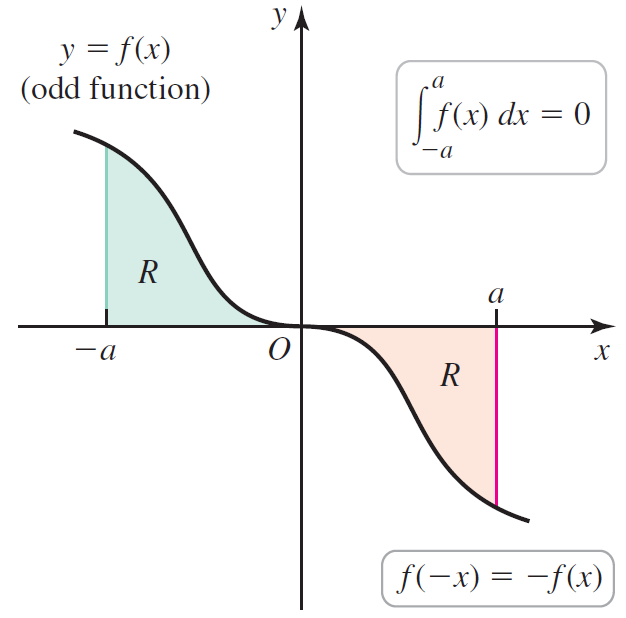 y
y = f(x)
(odd function)
∫_{-a}^{a} f(x) dx = 0
R
a
−a
O
x
R
f(−x) = −f(x)